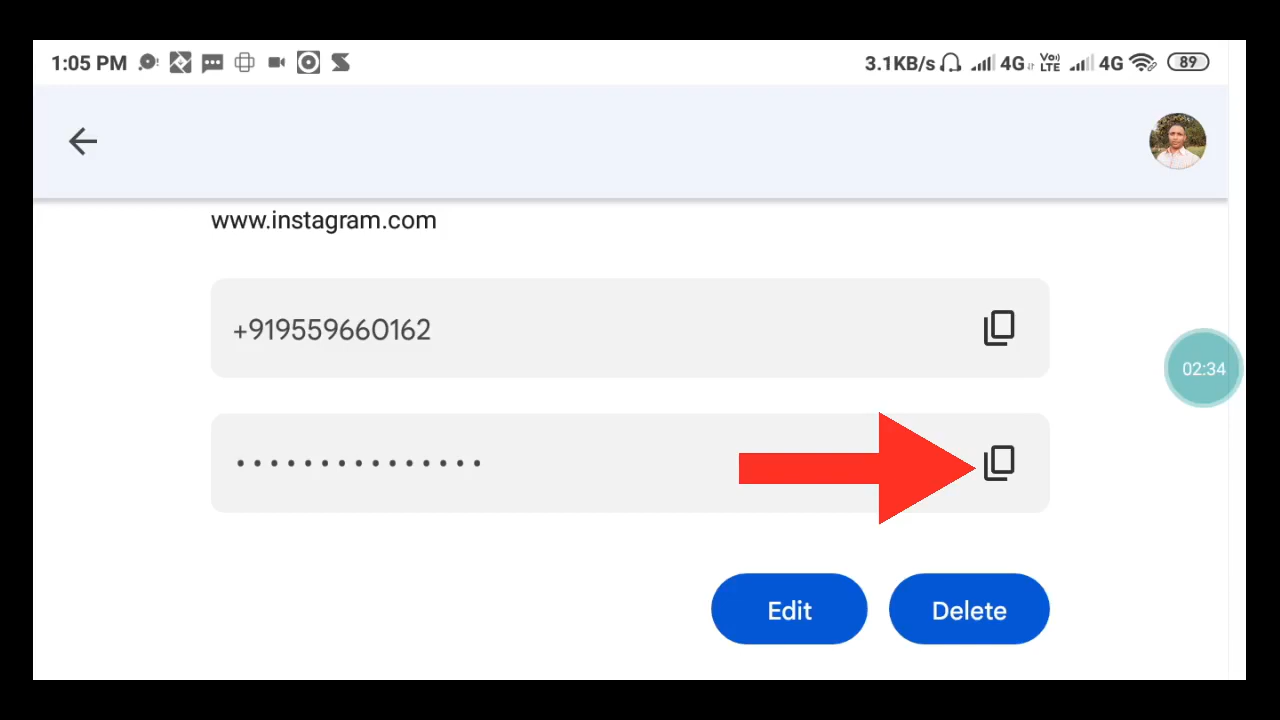 1:05 PM 3.1KB/s 4G Vo) LTE 4G 89
www.instagram.com
+919559660162
•••••••••••••••
02:34
Edit Delete